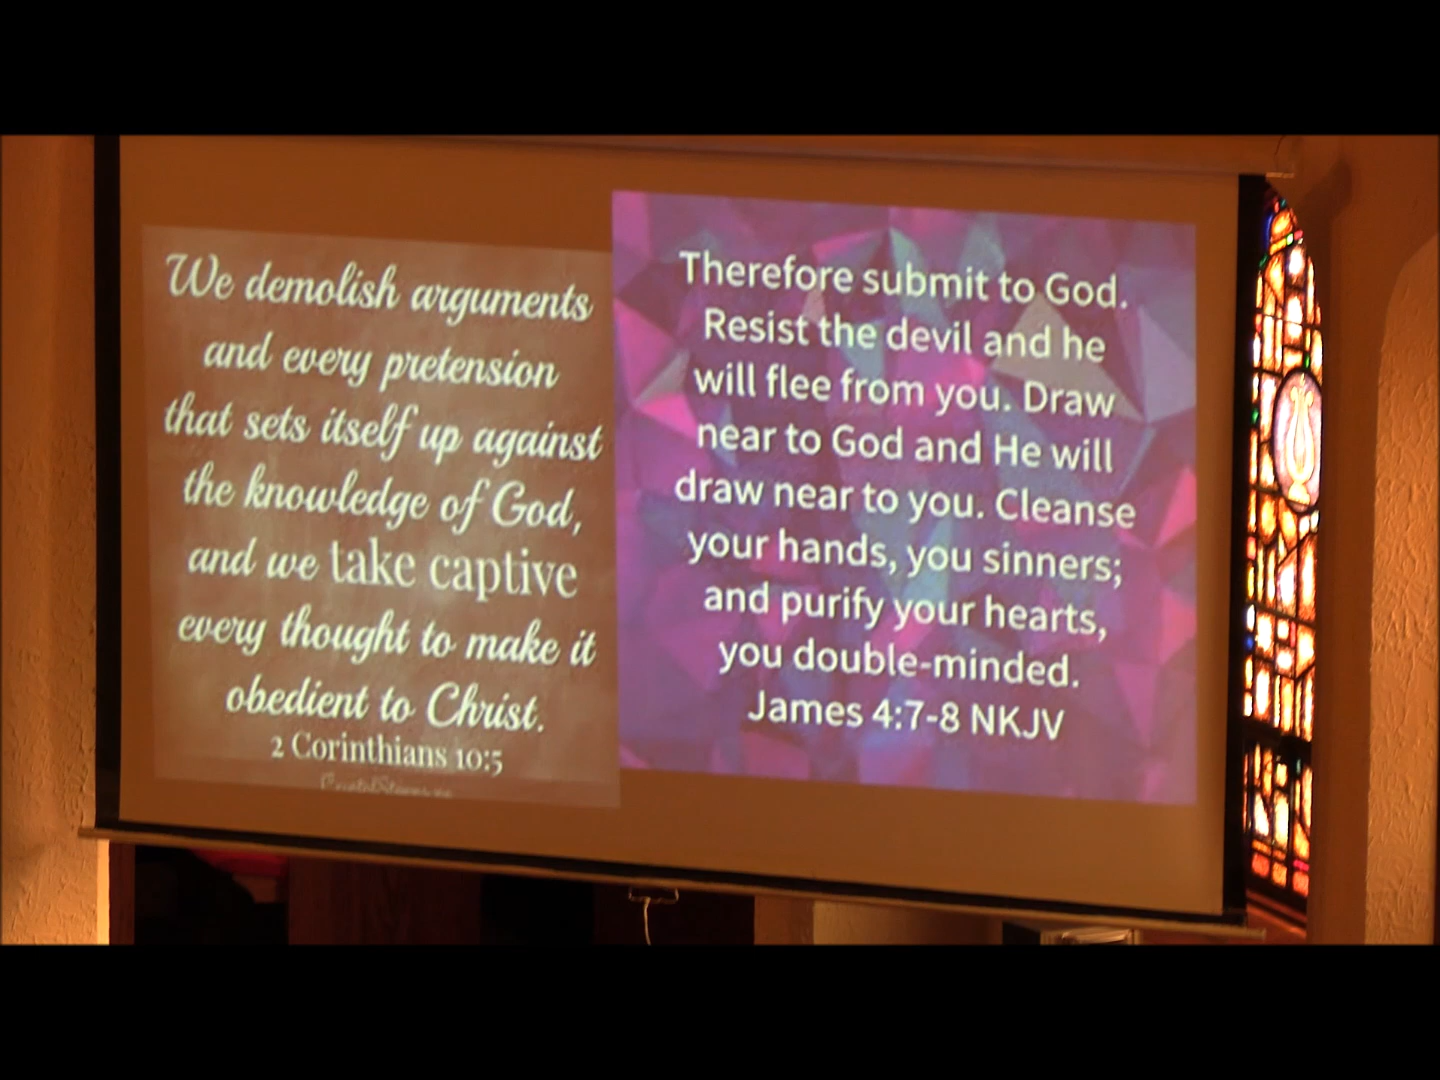 We demolish arguments
and every pretension
that sets itself up against
the knowledge of God,
and we take captive
every thought to make it
obedient to Christ.
2 Corinthians 10:5
Therefore submit to God.
Resist the devil and he
will flee from you. Draw
near to God and He will
draw near to you. Cleanse
your hands, you sinners;
and purify your hearts,
you double-minded.
James 4:7-8 NKJV